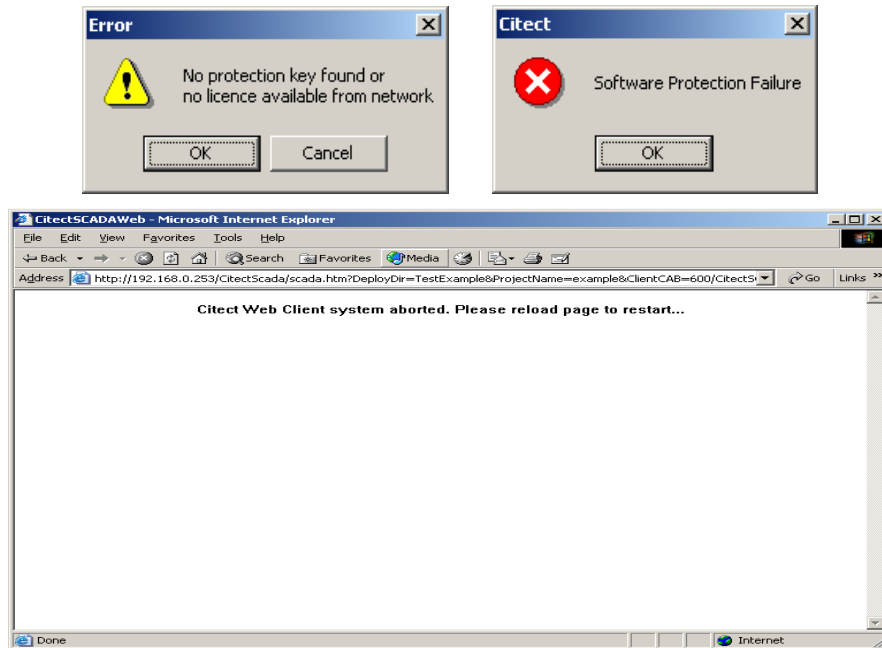 Error
No protection key found or
no licence available from network
OK Cancel
Citect
Software Protection Failure
OK
CitectSCADAWeb - Microsoft Internet Explorer
File Edit View Favorites Tools Help
Back Search Favorites Media
Address http://192.168.0.253/CitectScada/scada.htm?DeployDir=TestExample&ProjectName=example&ClientCAB=600/CitectS Go Links »
Citect Web Client system aborted. Please reload page to restart...
Done Internet